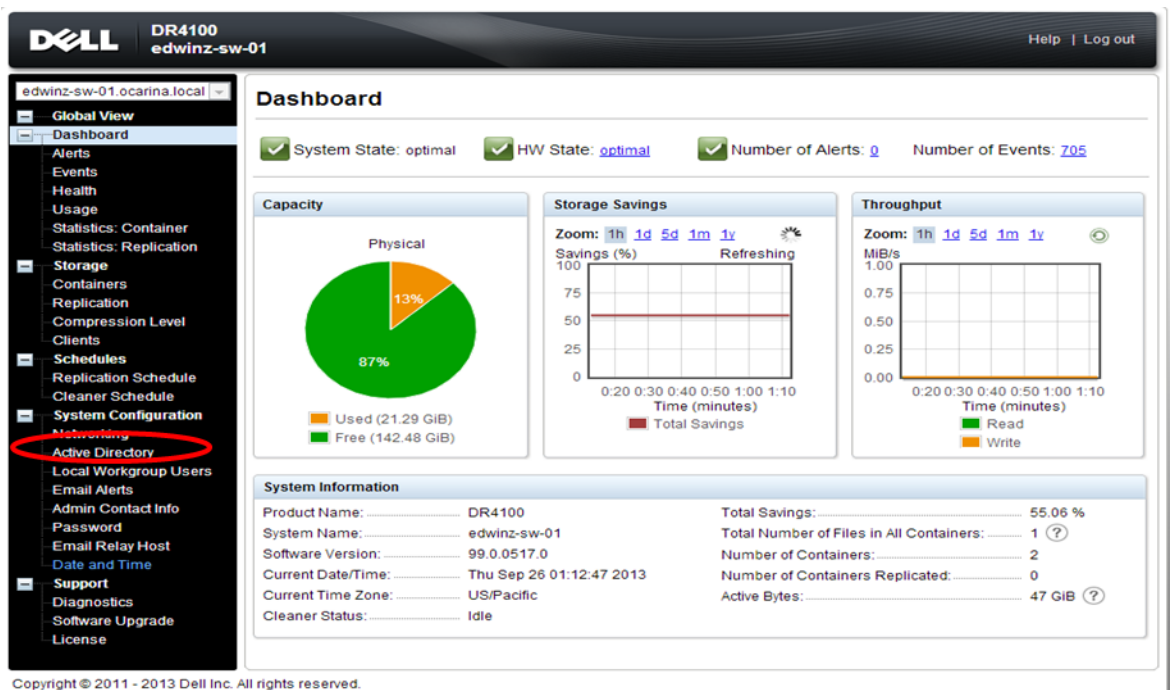 DELL
DR4100
edwinz-sw-01
Help | Log out
edwinz-sw-01.ocarina.local
Global View
Dashboard
Alerts
Events
Health
Usage
Statistics: Container
Statistics: Replication
Storage
Containers
Replication
Compression Level
Clients
Schedules
Replication Schedule
Cleaner Schedule
System Configuration
Networking
Active Directory
Local Workgroup Users
Email Alerts
Admin Contact Info
Password
Email Relay Host
Date and Time
Support
Diagnostics
Software Upgrade
License
Dashboard
System State: optimal HW State: optimal Number of Alerts: 0 Number of Events: 705
Capacity
Physical
13%
87%
Used (21.29 GiB)
Free (142.48 GiB)
Storage Savings
Zoom: 1h 1d 5d 1m 1y
Savings (%) Refreshing
100
75
50
25
0
0:20 0:30 0:40 0:50 1:00 1:10
Time (minutes)
Total Savings
Throughput
Zoom: 1h 1d 5d 1m 1y
MiB/s
1.00
0.75
0.50
0.25
0.00
0:20 0:30 0:40 0:50 1:00 1:10
Time (minutes)
Read
Write
System Information
Product Name: DR4100
System Name: edwinz-sw-01
Software Version: 99.0.0517.0
Current Date/Time: Thu Sep 26 01:12:47 2013
Current Time Zone: US/Pacific
Cleaner Status: Idle
Total Savings: 55.06 %
Total Number of Files in All Containers: 1 ?
Number of Containers: 2
Number of Containers Replicated: 0
Active Bytes: 47 GiB ?
Copyright © 2011 - 2013 Dell Inc. All rights reserved.